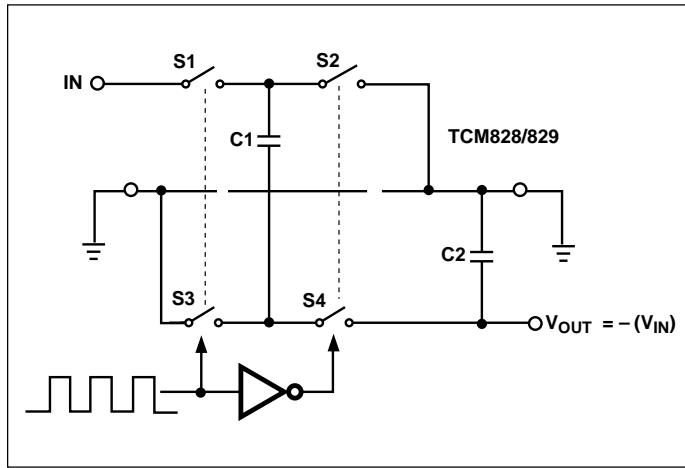 S1
S2
IN
C1
TCM828/829
C2
S3
S4
VOUT = – (VIN)